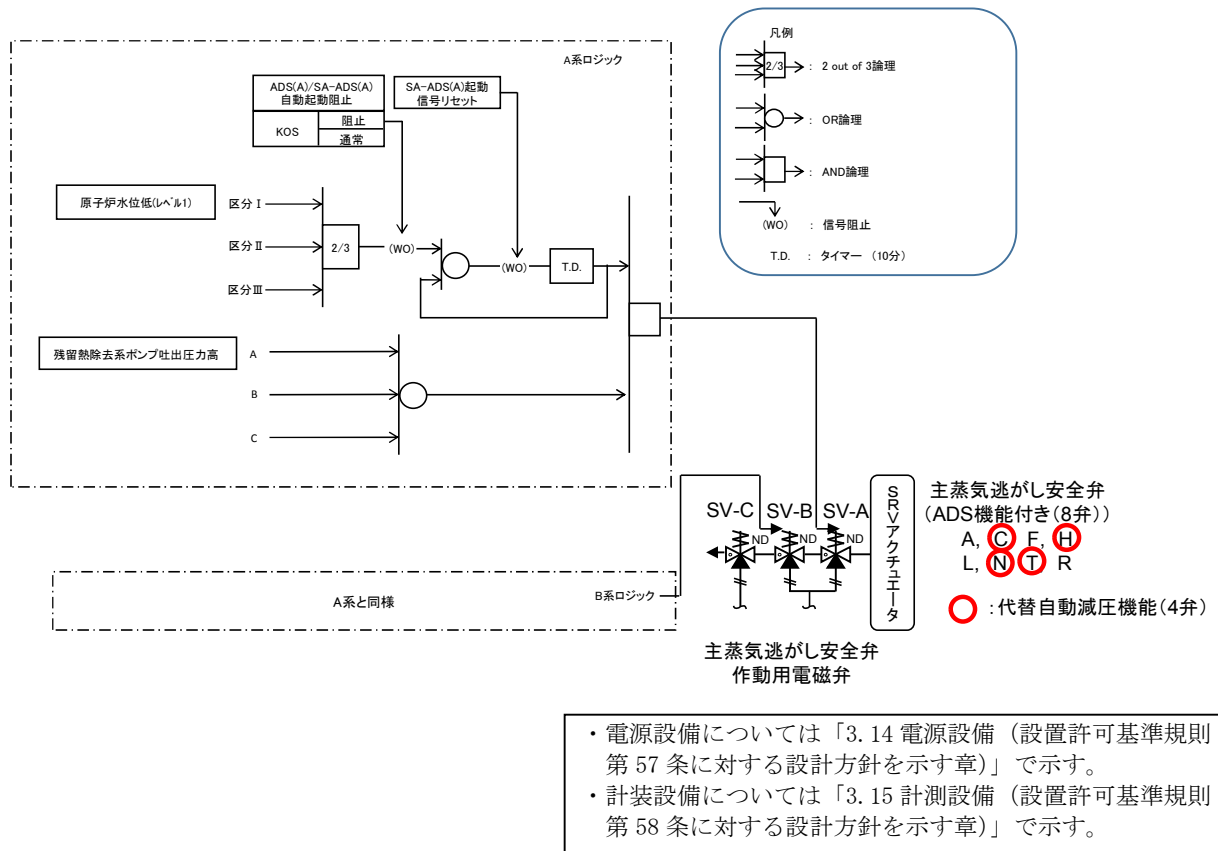 凡例
2/3
: 2 out of 3論理
: OR論理
: AND論理
(WO) : 信号阻止
T.D. : タイマー (10分)
A系ロジック
ADS(A)/SA-ADS(A)
自動起動阻止
KOS
阻止
通常
SA-ADS(A)起動
信号リセット
原子炉水位低(レベル1)
区分Ⅰ
区分Ⅱ
区分Ⅲ
2/3
(WO)
(WO)
T.D.
残留熱除去系ポンプ吐出圧力高
A
B
C
A系と同様
B系ロジック
SV-C
SV-B
SV-A
ND
ND
ND
SRVアクチュエータ
主蒸気逃がし安全弁
作動用電磁弁
主蒸気逃がし安全弁
(ADS機能付き(8弁))
A, C F, H
L, N T R
:代替自動減圧機能(4弁)
・電源設備については「3.14 電源設備(設置許可基準規則
第 57 条に対する設計方針を示す章)」で示す。
・計装設備については「3.15 計測設備(設置許可基準規則
第 58 条に対する設計方針を示す章)」で示す。